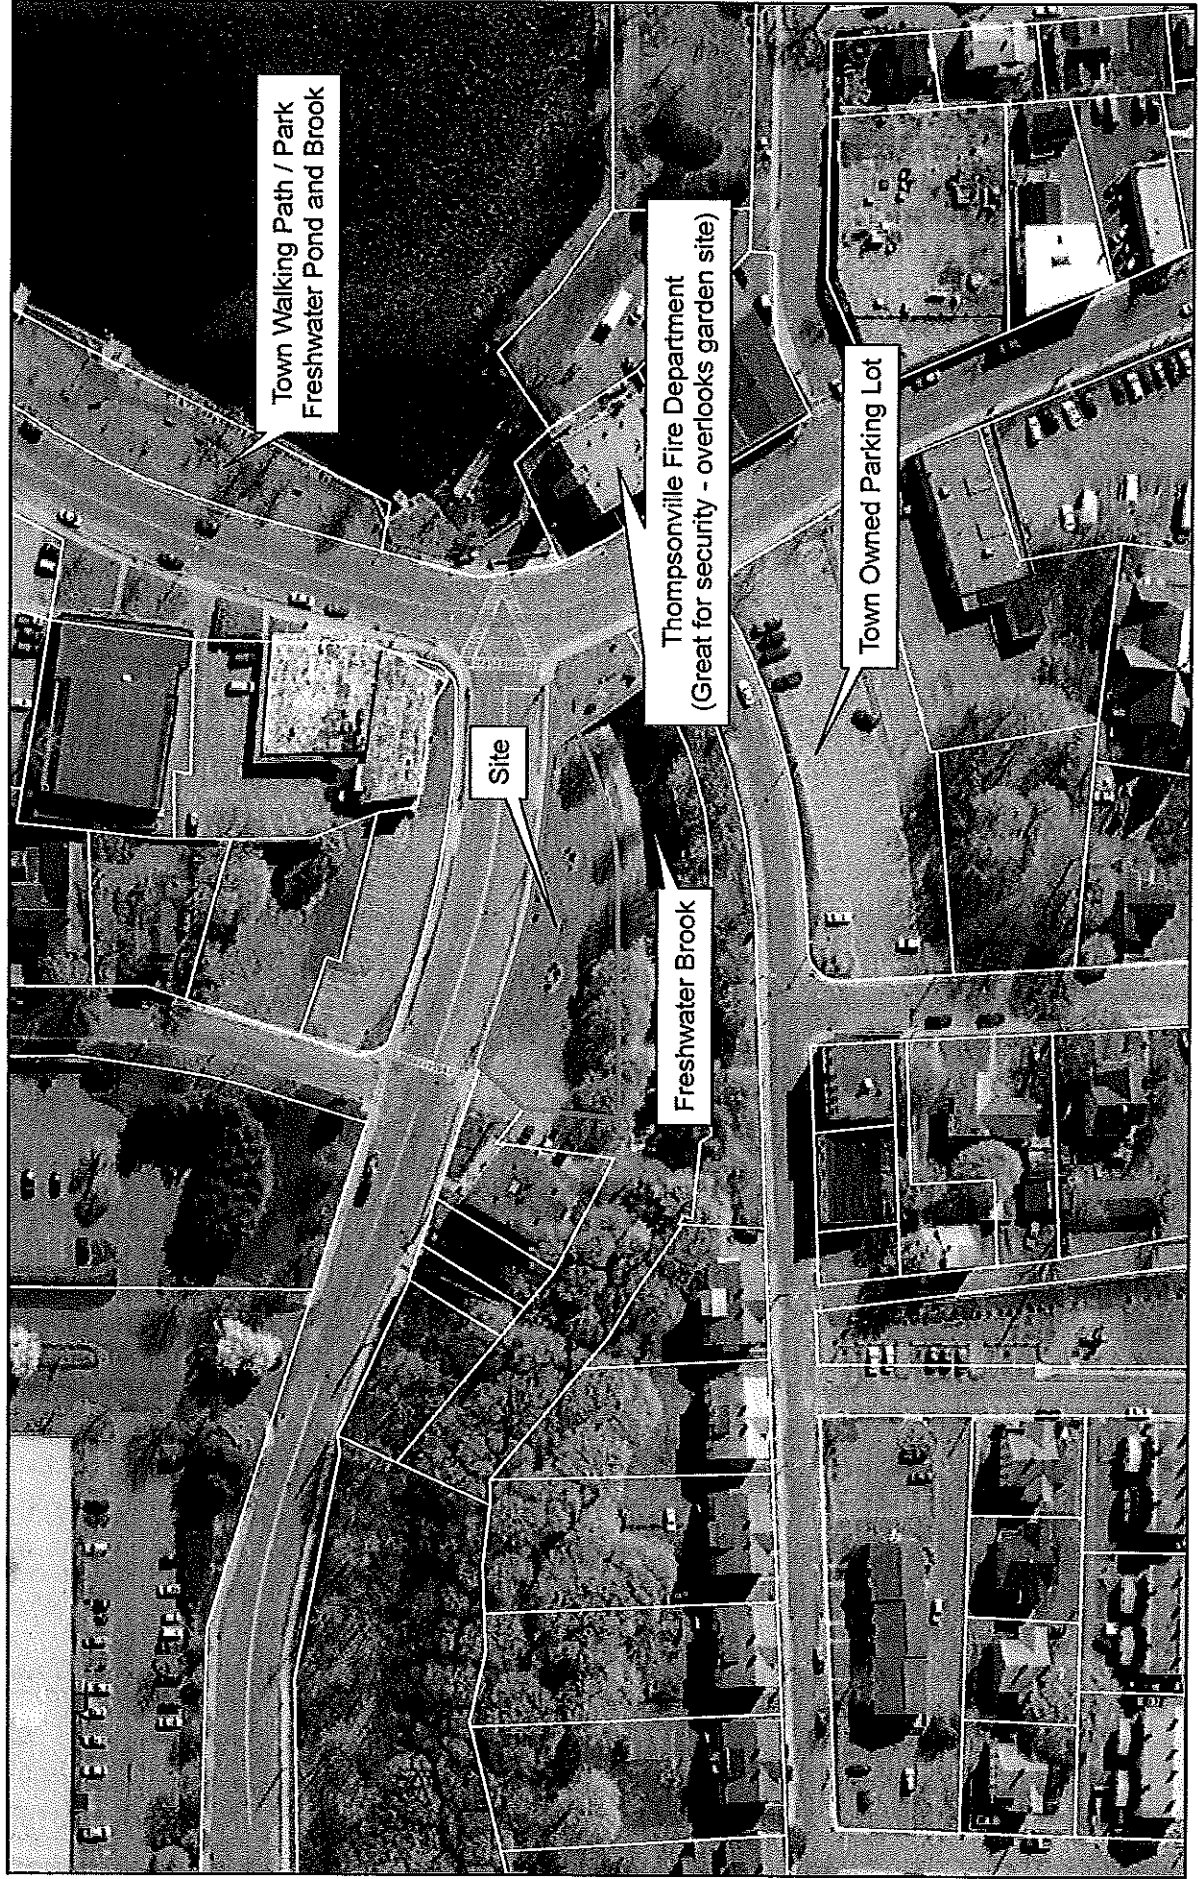 Town Walking Path / Park
Freshwater Pond and Brook
Thompsonville Fire Department
(Great for security - overlooks garden site)
Town Owned Parking Lot
Site
Freshwater Brook